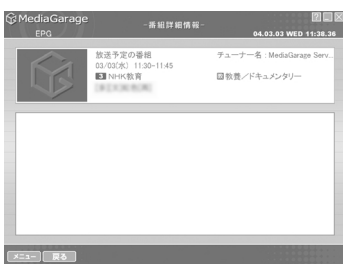 MediaGarage
EPG
-番組詳細情報-
04.03.03 WED 11:38.36
放送予定の番組
03/03(水) 11:30-11:45
3 NHK教育
チューナー名：MediaGarage Serv...
教養／ドキュメンタリー
メニュー
戻る